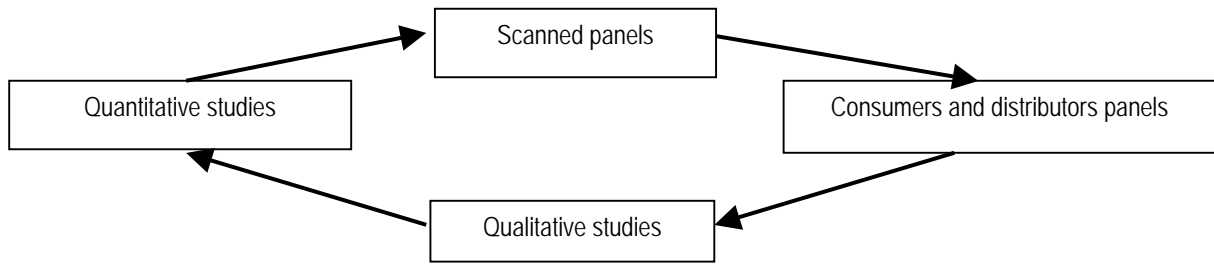 Scanned panels
Quantitative studies
Consumers and distributors panels
Qualitative studies